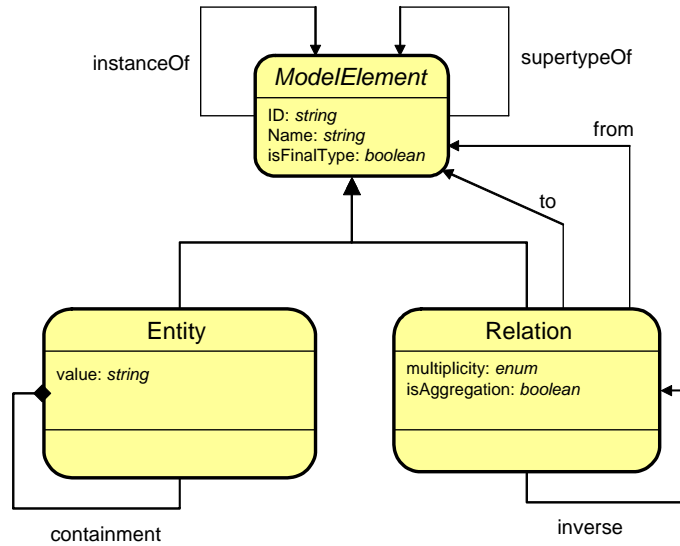 instanceOf
ModelElement
supertypeOf
ID: string
Name: string
isFinalType: boolean
from
to
Entity
value: string
Relation
multiplicity: enum
isAggregation: boolean
containment
inverse